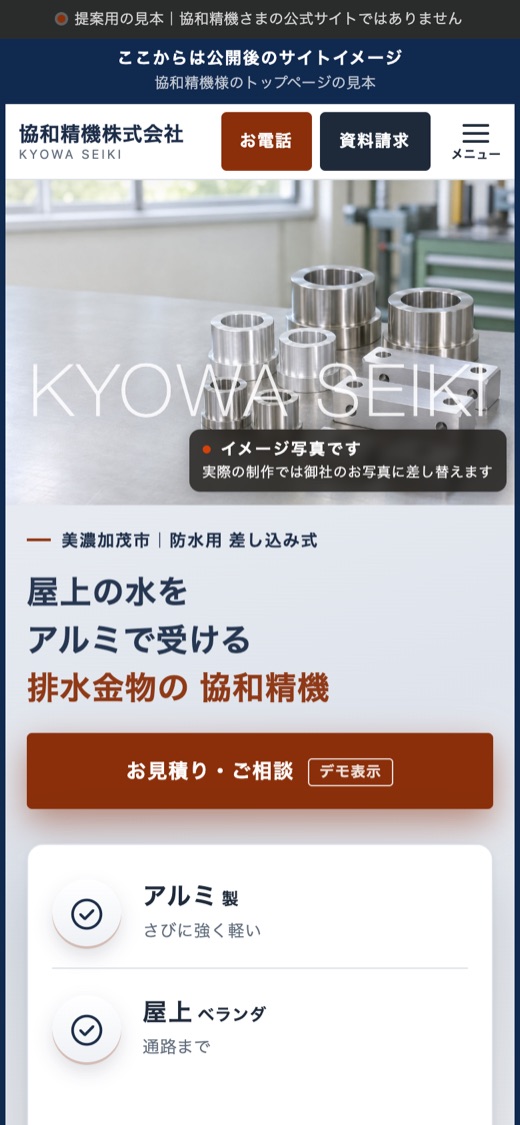 提案用の見本｜協和精機さまの公式サイトではありません
ここからは公開後のサイトイメージ
協和精機様のトップページの見本
協和精機株式会社
KYOWA SEIKI
お電話
資料請求
メニュー
KYOWA SEIKI
イメージ写真です
実際の制作では御社のお写真に差し替えます
美濃加茂市｜防水用 差し込み式
屋上の水を
アルミで受ける
排水金物の 協和精機
お見積り・ご相談 デモ表示
アルミ 製
さびに強く軽い
屋上 ベランダ
通路まで